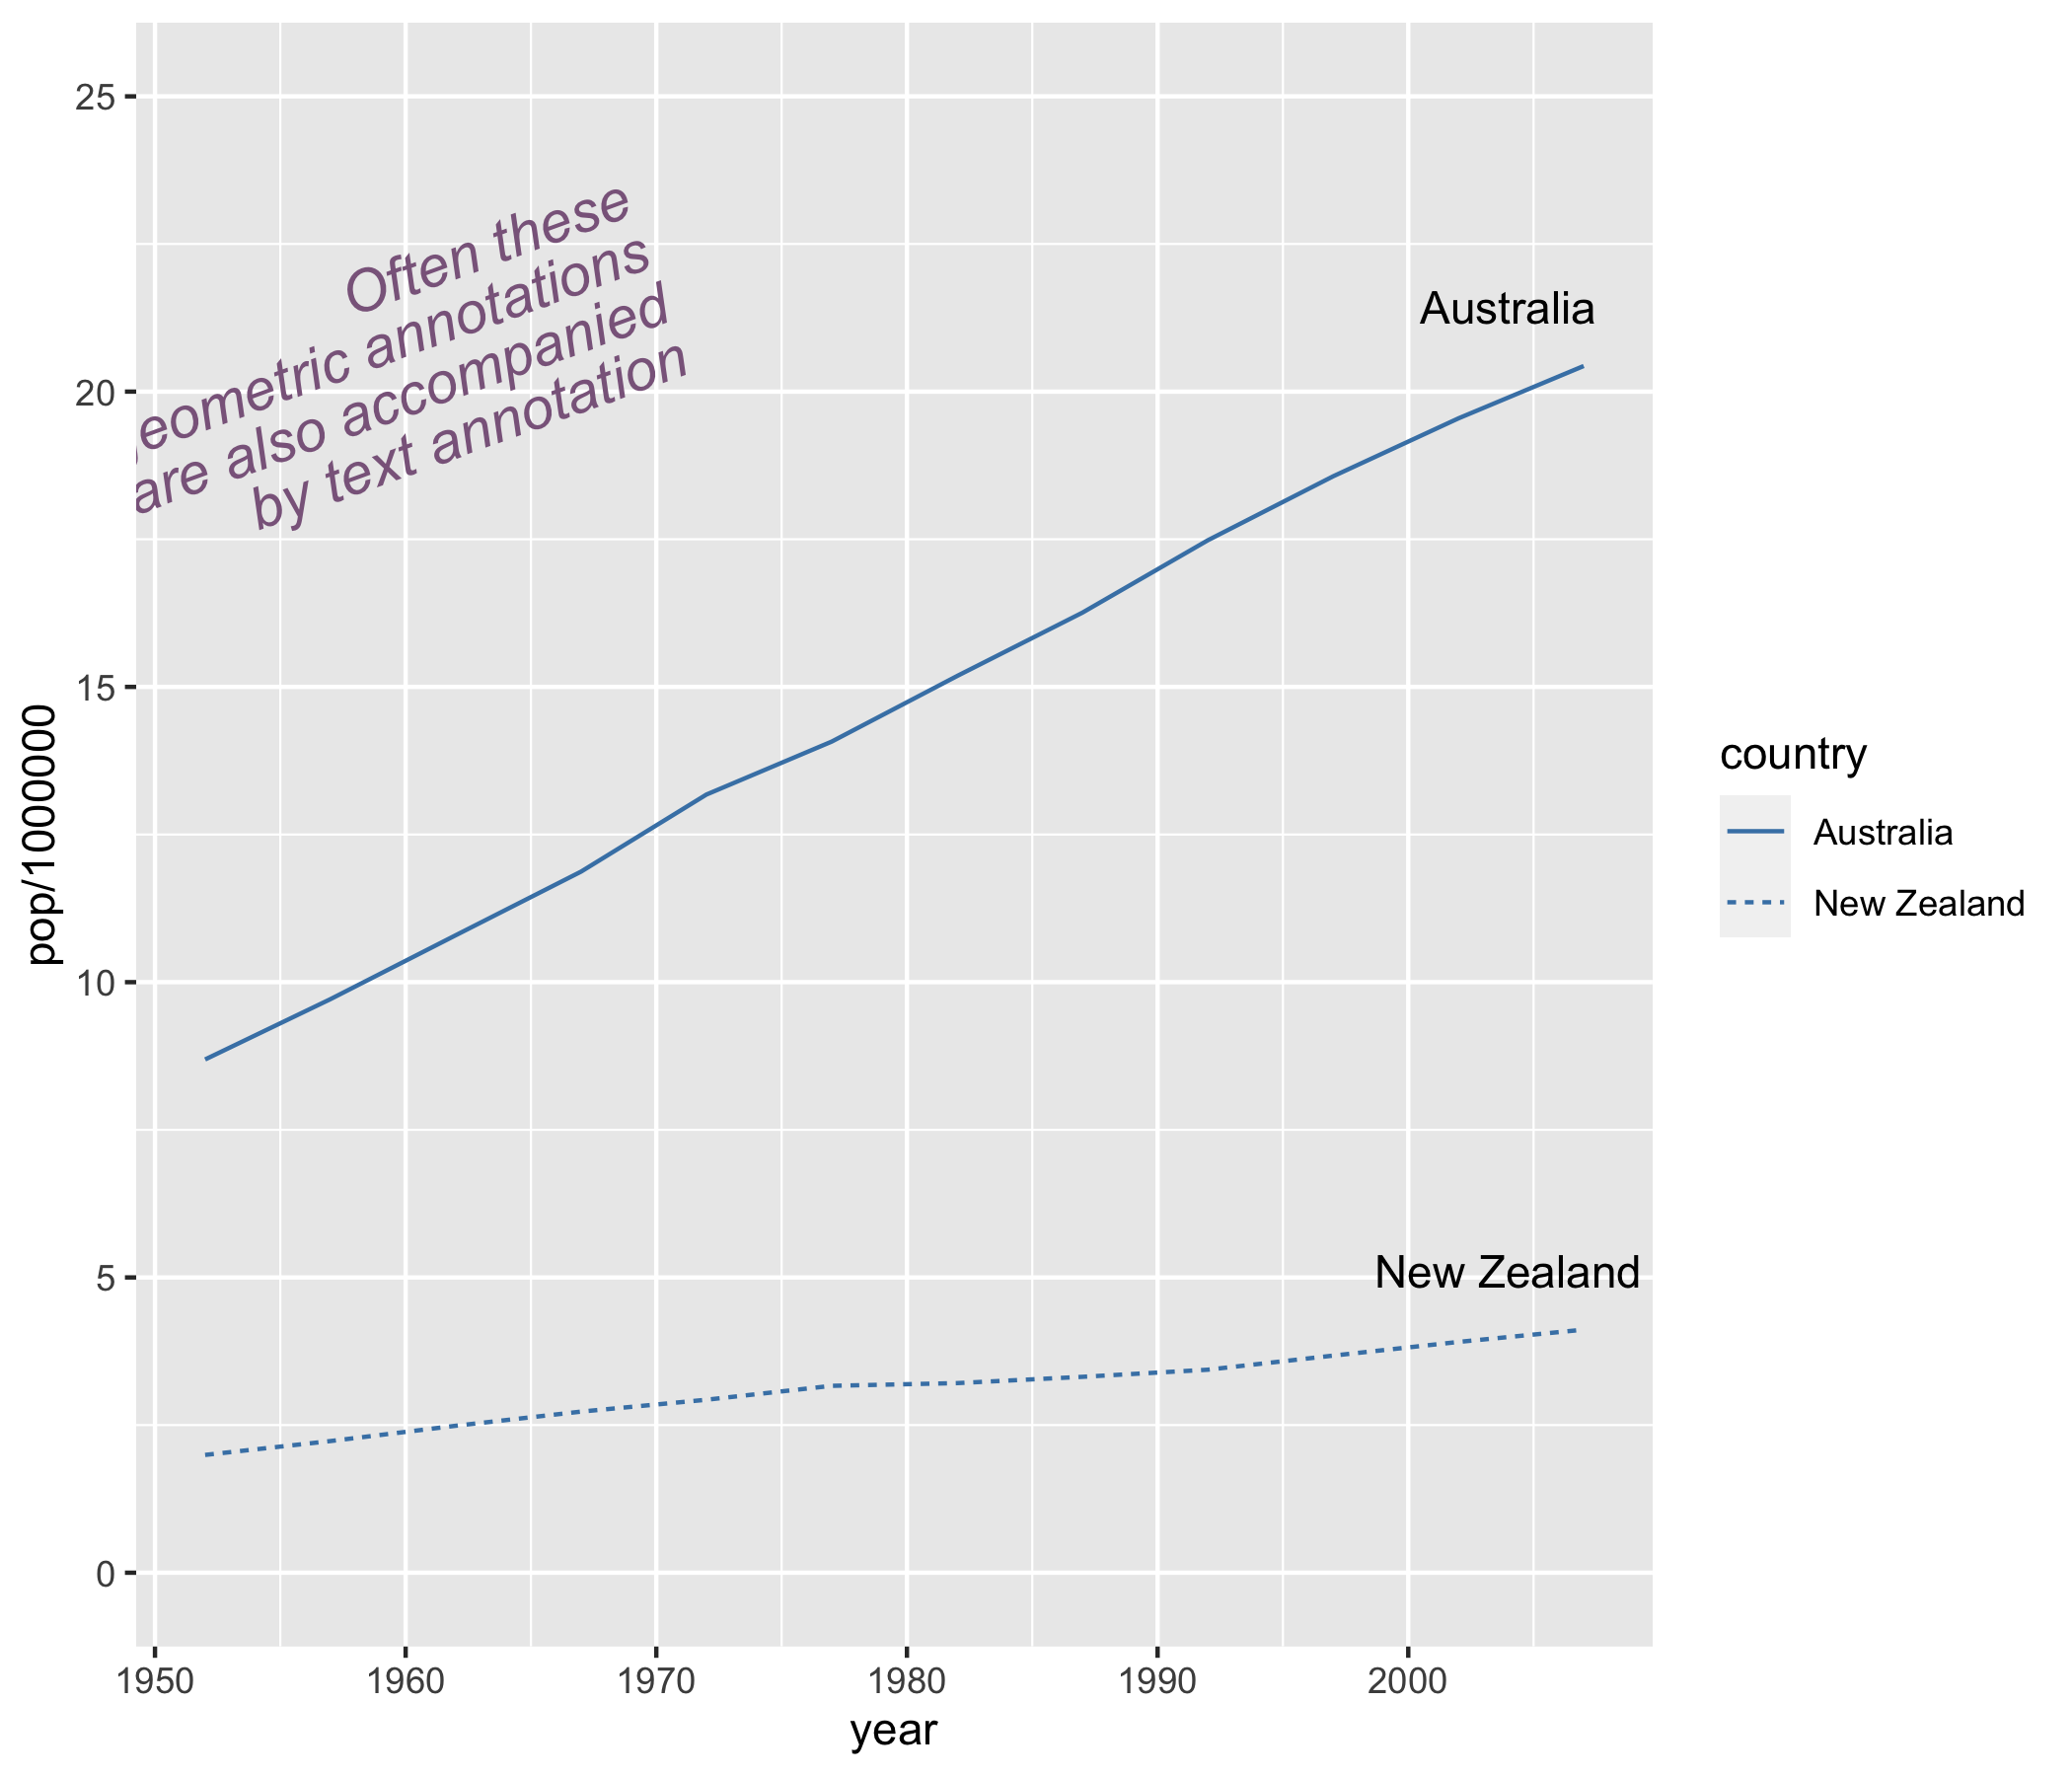 25
20
15
10
5
0
pop/1000000
Often these
eometric annotations
are also accompanied
by text annotation
Australia
New Zealand
1950 1960 1970 1980 1990 2000
year
country
Australia
New Zealand